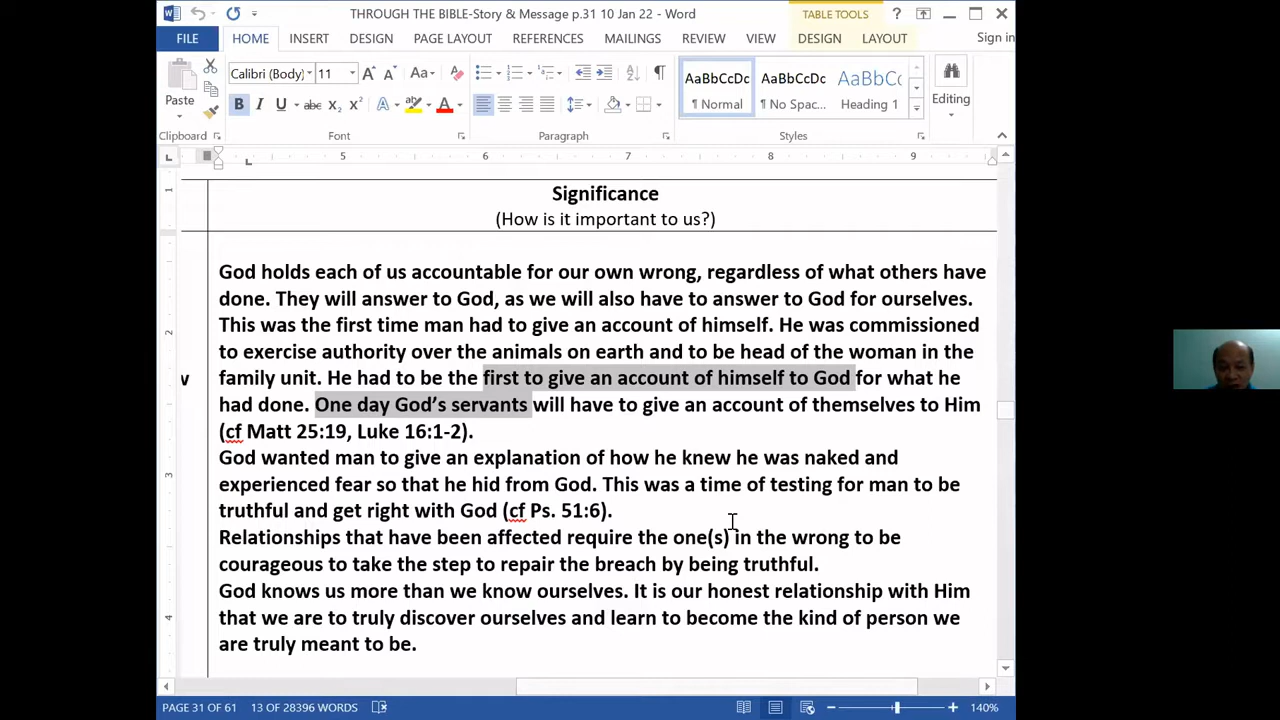 THROUGH THE BIBLE-Story & Message p.31 10 Jan 22 - Word
TABLE TOOLS
FILE HOME INSERT DESIGN PAGE LAYOUT REFERENCES MAILINGS REVIEW VIEW DESIGN LAYOUT Sign in
Calibri (Body) 11
Paste
AaBbCcDc AaBbCcDc AaBbCc
¶ Normal ¶ No Spac... Heading 1
Editing
Clipboard Font Paragraph Styles
5 6 7 8 9
Significance
(How is it important to us?)
God holds each of us accountable for our own wrong, regardless of what others have
done. They will answer to God, as we will also have to answer to God for ourselves.
This was the first time man had to give an account of himself. He was commissioned
to exercise authority over the animals on earth and to be head of the woman in the
v family unit. He had to be the first to give an account of himself to God for what he
had done. One day God's servants will have to give an account of themselves to Him
(cf Matt 25:19, Luke 16:1-2).
God wanted man to give an explanation of how he knew he was naked and
experienced fear so that he hid from God. This was a time of testing for man to be
truthful and get right with God (cf Ps. 51:6).
Relationships that have been affected require the one(s) in the wrong to be
courageous to take the step to repair the breach by being truthful.
God knows us more than we know ourselves. It is our honest relationship with Him
that we are to truly discover ourselves and learn to become the kind of person we
are truly meant to be.
PAGE 31 OF 61 13 OF 28396 WORDS 140%